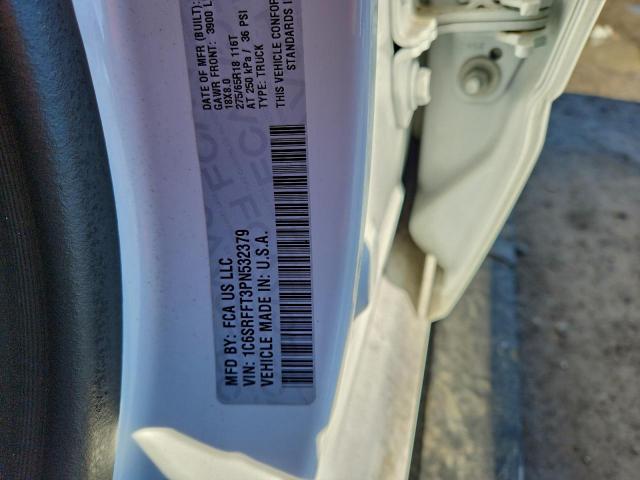 MFD BY: FCA US LLC
DATE OF MFR (BUILT):
GAWR FRONT: 3900 L
18X8.0
275/65R18 116T
AT 250 kPa / 36 PSI
TYPE: TRUCK
THIS VEHICLE CONFOR
STANDARDS I
VIN: 1C6SRFFT3PN532379
VEHICLE MADE IN: U.S.A.